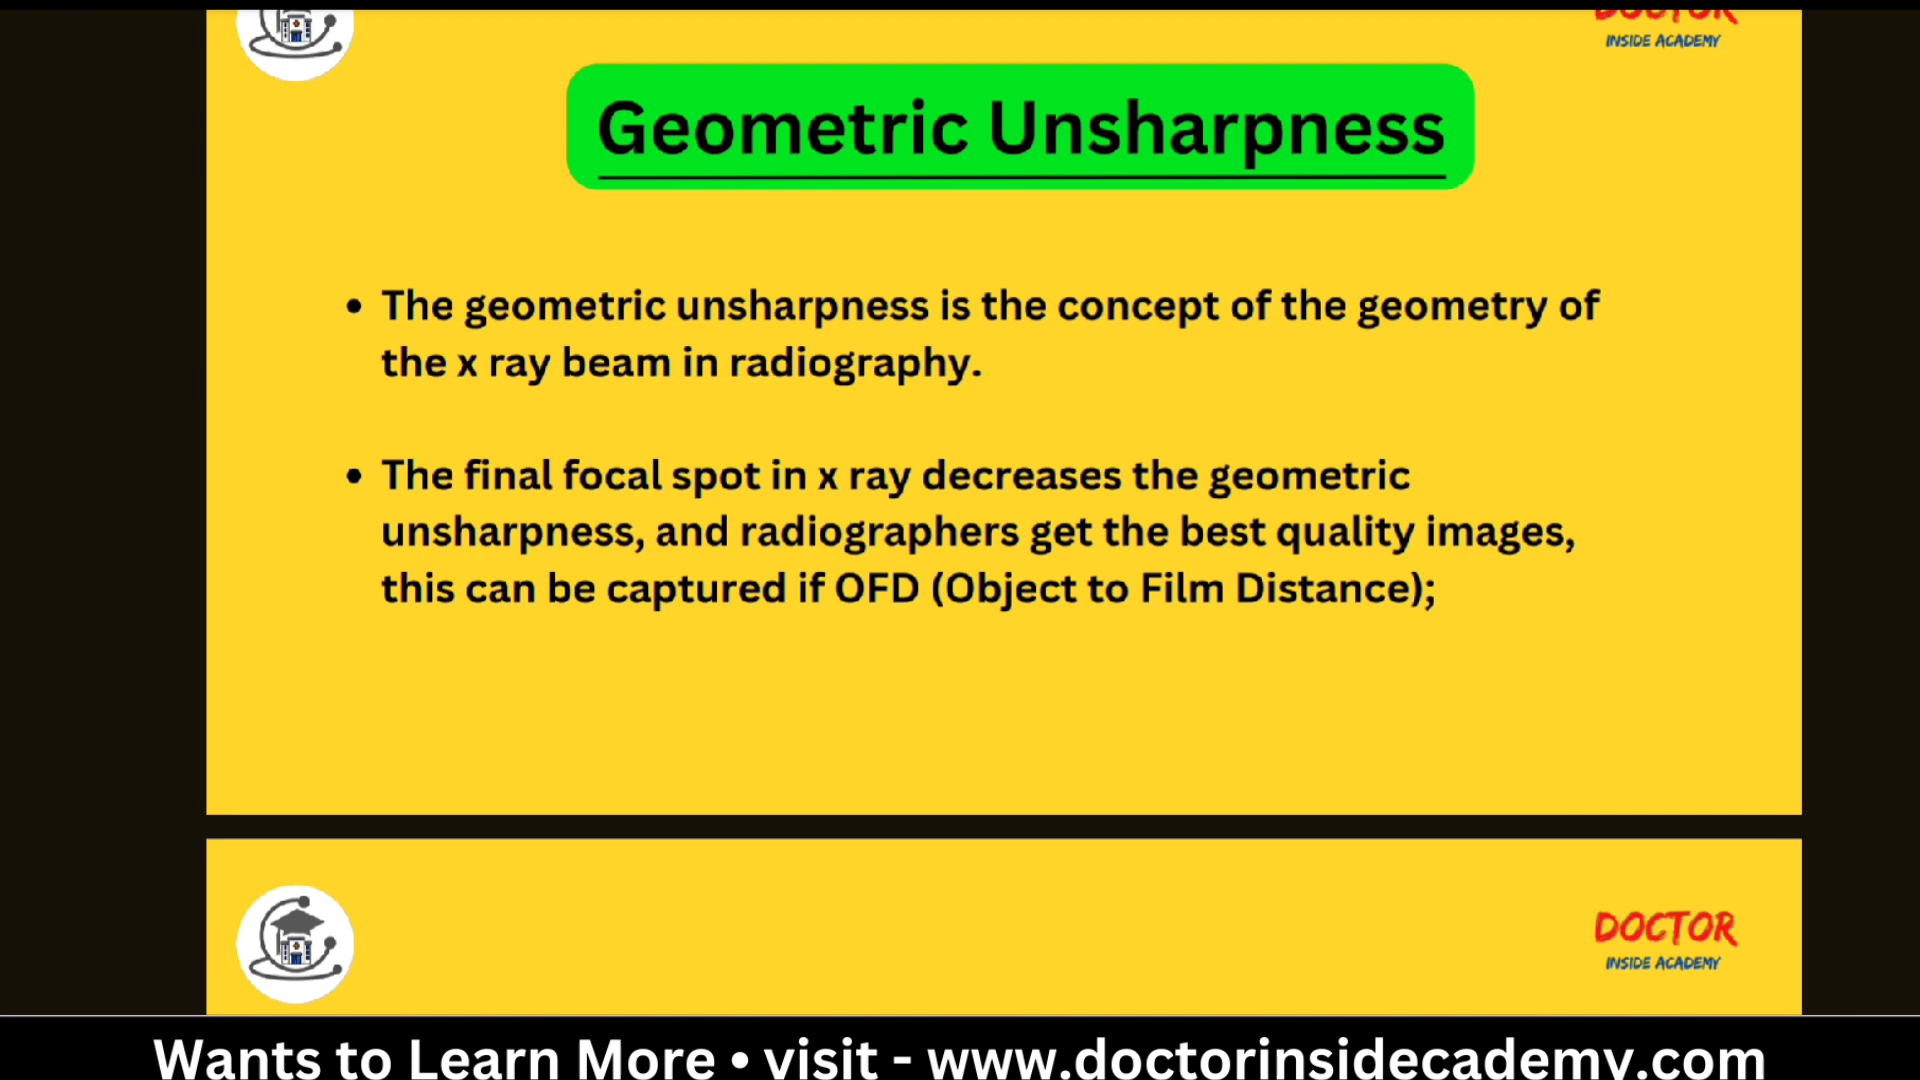 DOCTOR
INSIDE ACADEMY
Geometric Unsharpness
• The geometric unsharpness is the concept of the geometry of
the x ray beam in radiography.
• The final focal spot in x ray decreases the geometric
unsharpness, and radiographers get the best quality images,
this can be captured if OFD (Object to Film Distance);
DOCTOR
INSIDE ACADEMY
Wants to Learn More • visit - www.doctorinsidecademy.com